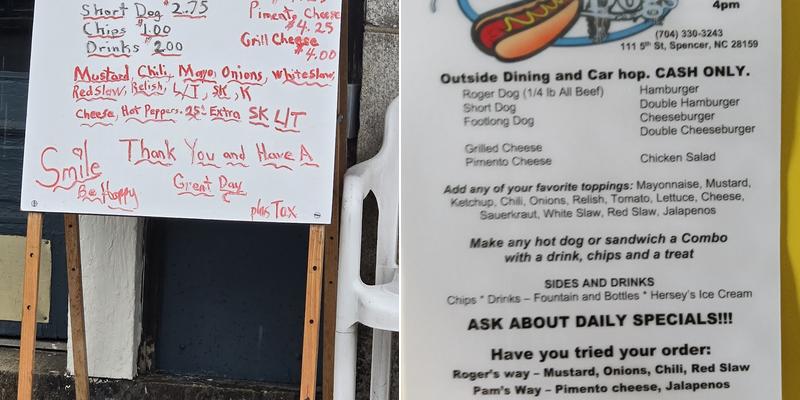 Short Dog $2.75
Chips $1.00
Drinks $2.00
Pimento Cheese
$4.25
Grill Cheese
$4.00
Mustard, Chili, Mayo, Onions, White Slaw,
Red Slaw, Relish, L/T, SK, K
Cheese, Hot Peppers. 25¢ Extra SK L/T
Smile
Be Happy
Thank You and Have A
Great Day
plus Tax
4pm
(704) 330-3243
111 5th St, Spencer, NC 28159
Outside Dining and Car hop. CASH ONLY.
Roger Dog (1/4 lb All Beef)
Short Dog
Footlong Dog
Grilled Cheese
Pimento Cheese
Hamburger
Double Hamburger
Cheeseburger
Double Cheeseburger
Chicken Salad
Add any of your favorite toppings: Mayonnaise, Mustard,
Ketchup, Chili, Onions, Relish, Tomato, Lettuce, Cheese,
Sauerkraut, White Slaw, Red Slaw, Jalapenos
Make any hot dog or sandwich a Combo
with a drink, chips and a treat
SIDES AND DRINKS
Chips * Drinks – Fountain and Bottles * Hersey's Ice Cream
ASK ABOUT DAILY SPECIALS!!!
Have you tried your order:
Roger's way – Mustard, Onions, Chili, Red Slaw
Pam's Way – Pimento cheese, Jalapenos